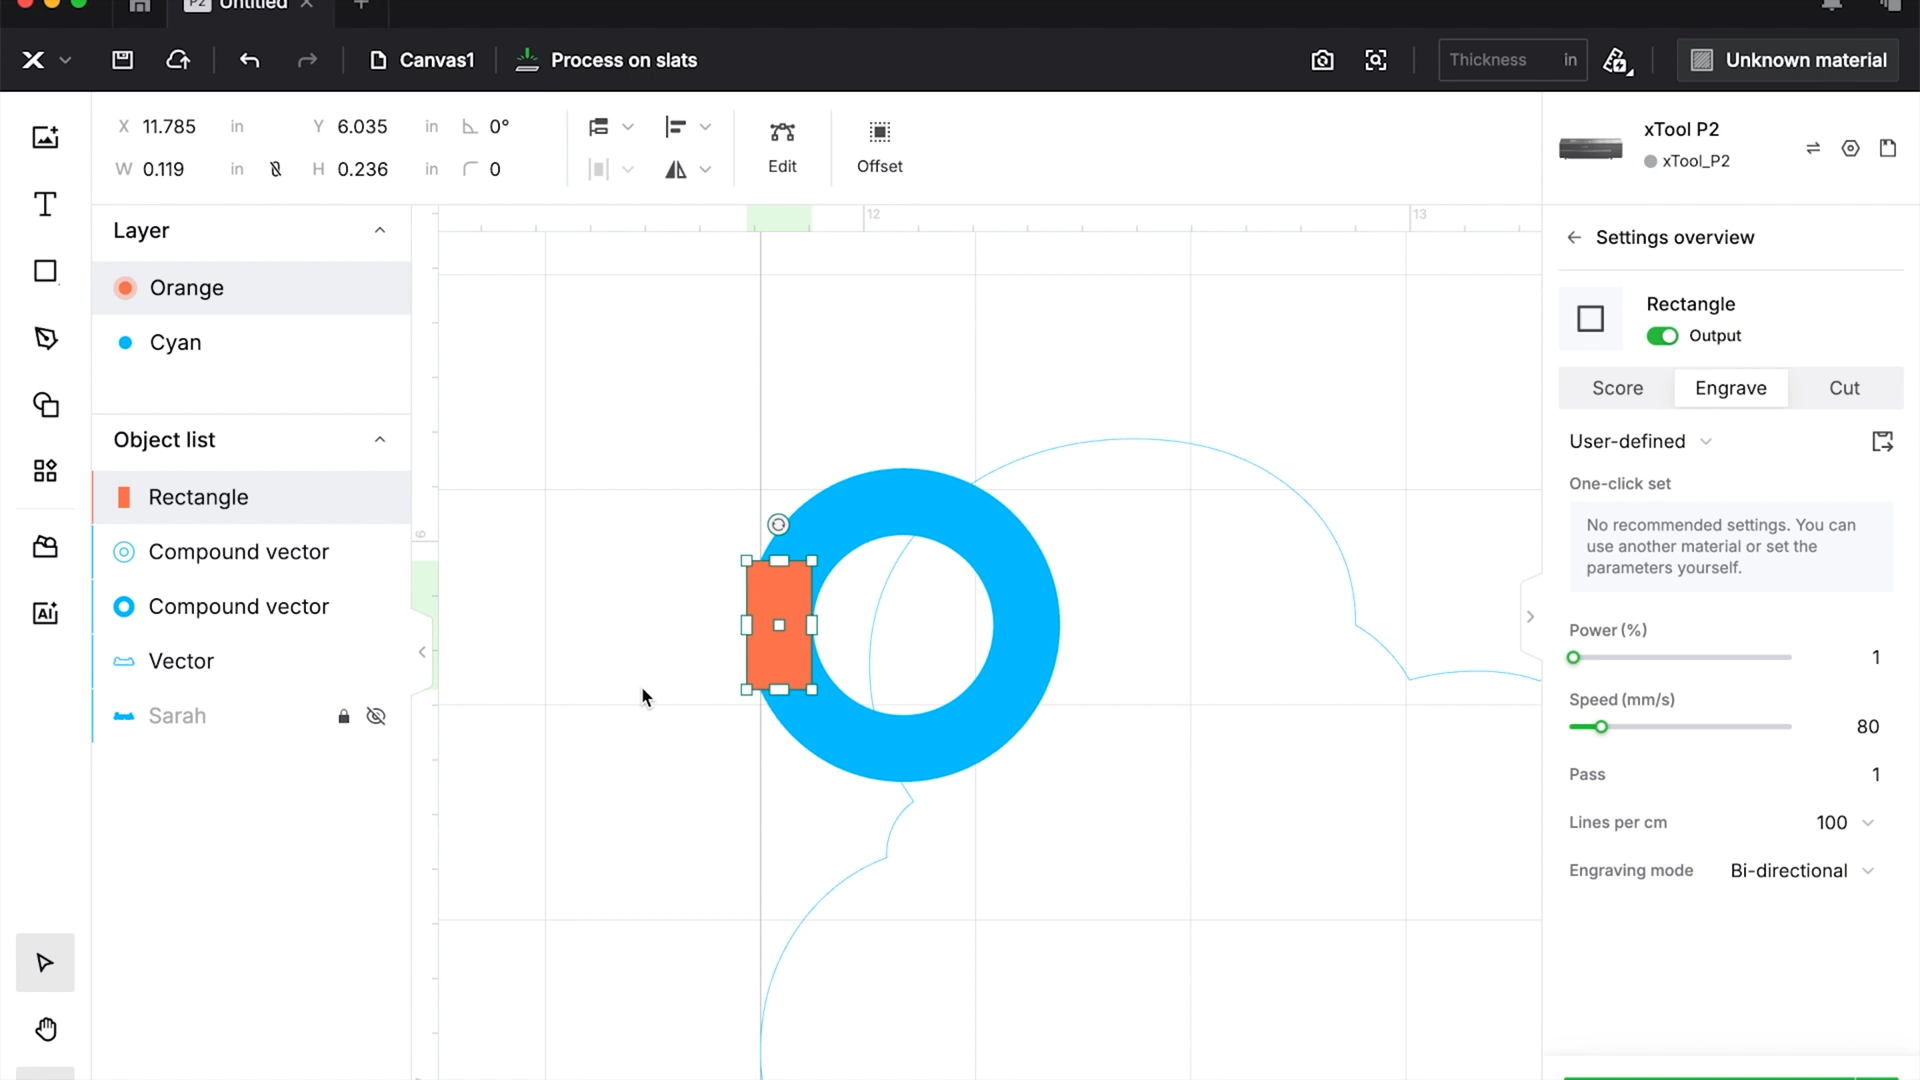 P2 Untitled
Canvas1
Process on slats
Thickness in
Unknown material
X 11.785 in Y 6.035 in 0°
W 0.119 in H 0.236 in 0
Edit
Offset
xTool P2
xTool_P2
Layer
Orange
Cyan
Object list
Rectangle
Compound vector
Compound vector
Vector
Sarah
12
13
6
Ai
Settings overview
Rectangle
Output
Score Engrave Cut
User-defined
One-click set
No recommended settings. You can
use another material or set the
parameters yourself.
Power (%)
1
Speed (mm/s)
80
Pass 1
Lines per cm 100
Engraving mode Bi-directional